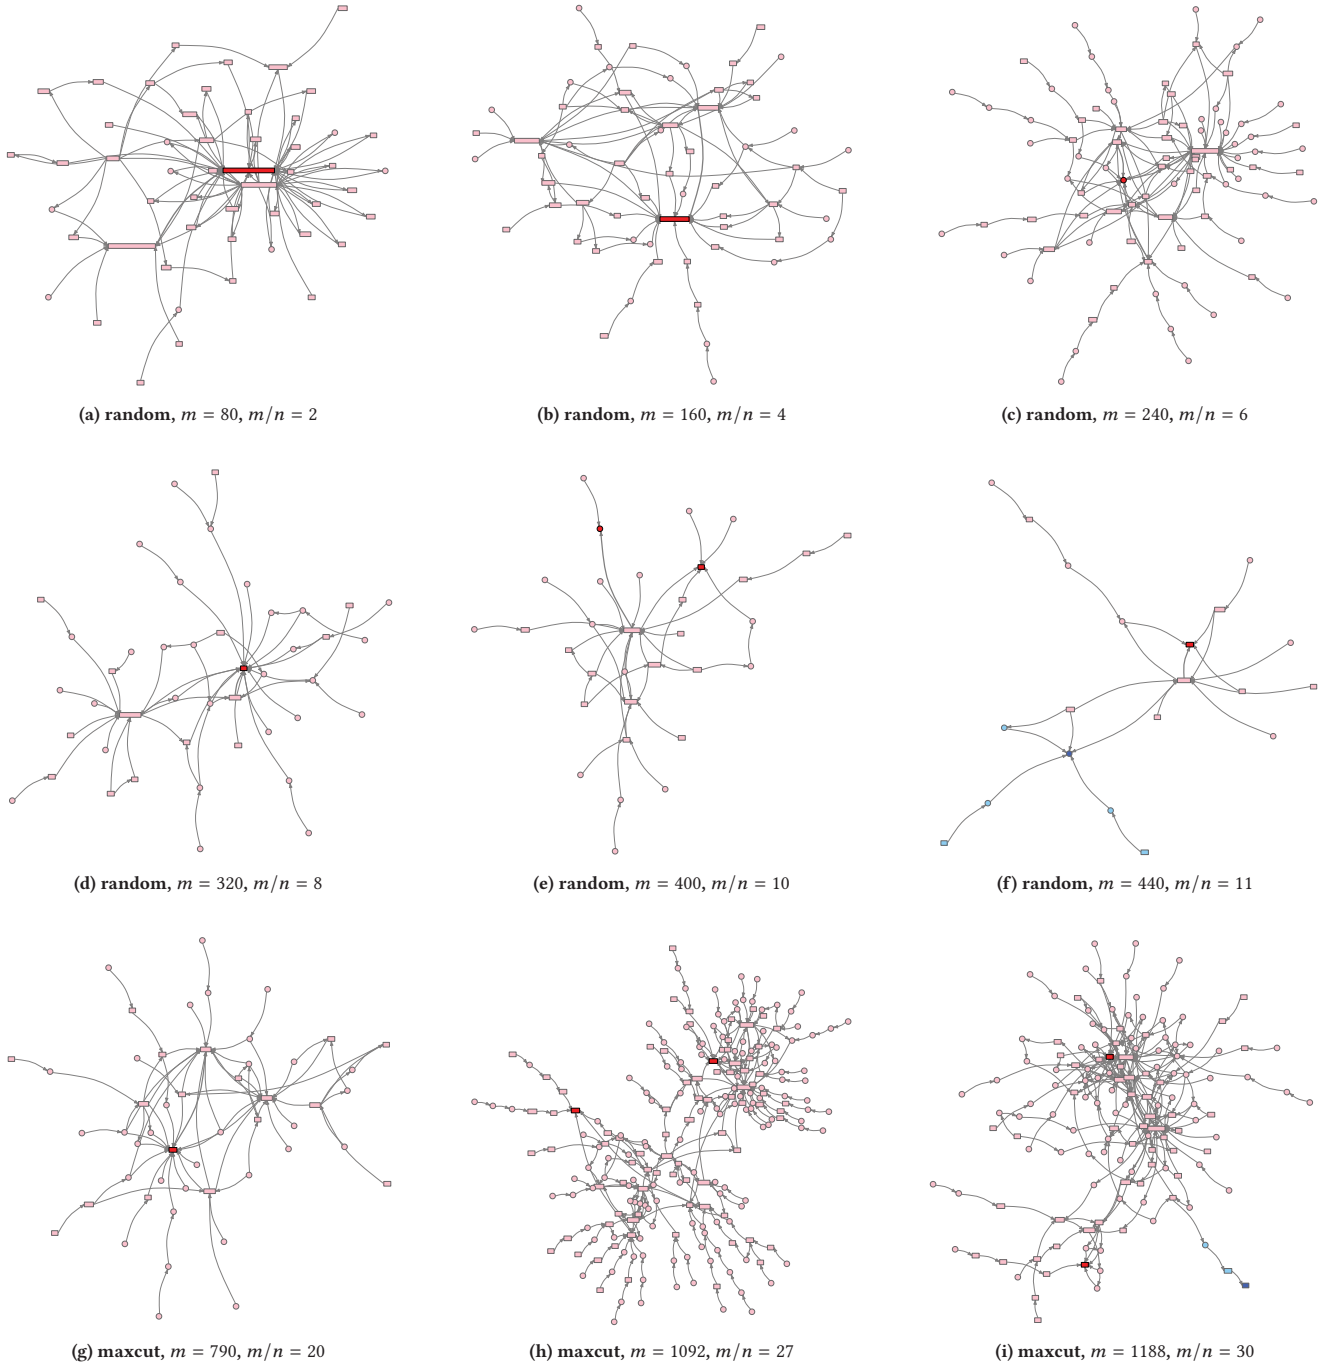 (a) random, m = 80, m/n = 2
(b) random, m = 160, m/n = 4
(c) random, m = 240, m/n = 6
(d) random, m = 320, m/n = 8
(e) random, m = 400, m/n = 10
(f) random, m = 440, m/n = 11
(g) maxcut, m = 790, m/n = 20
(h) maxcut, m = 1092, m/n = 27
(i) maxcut, m = 1188, m/n = 30